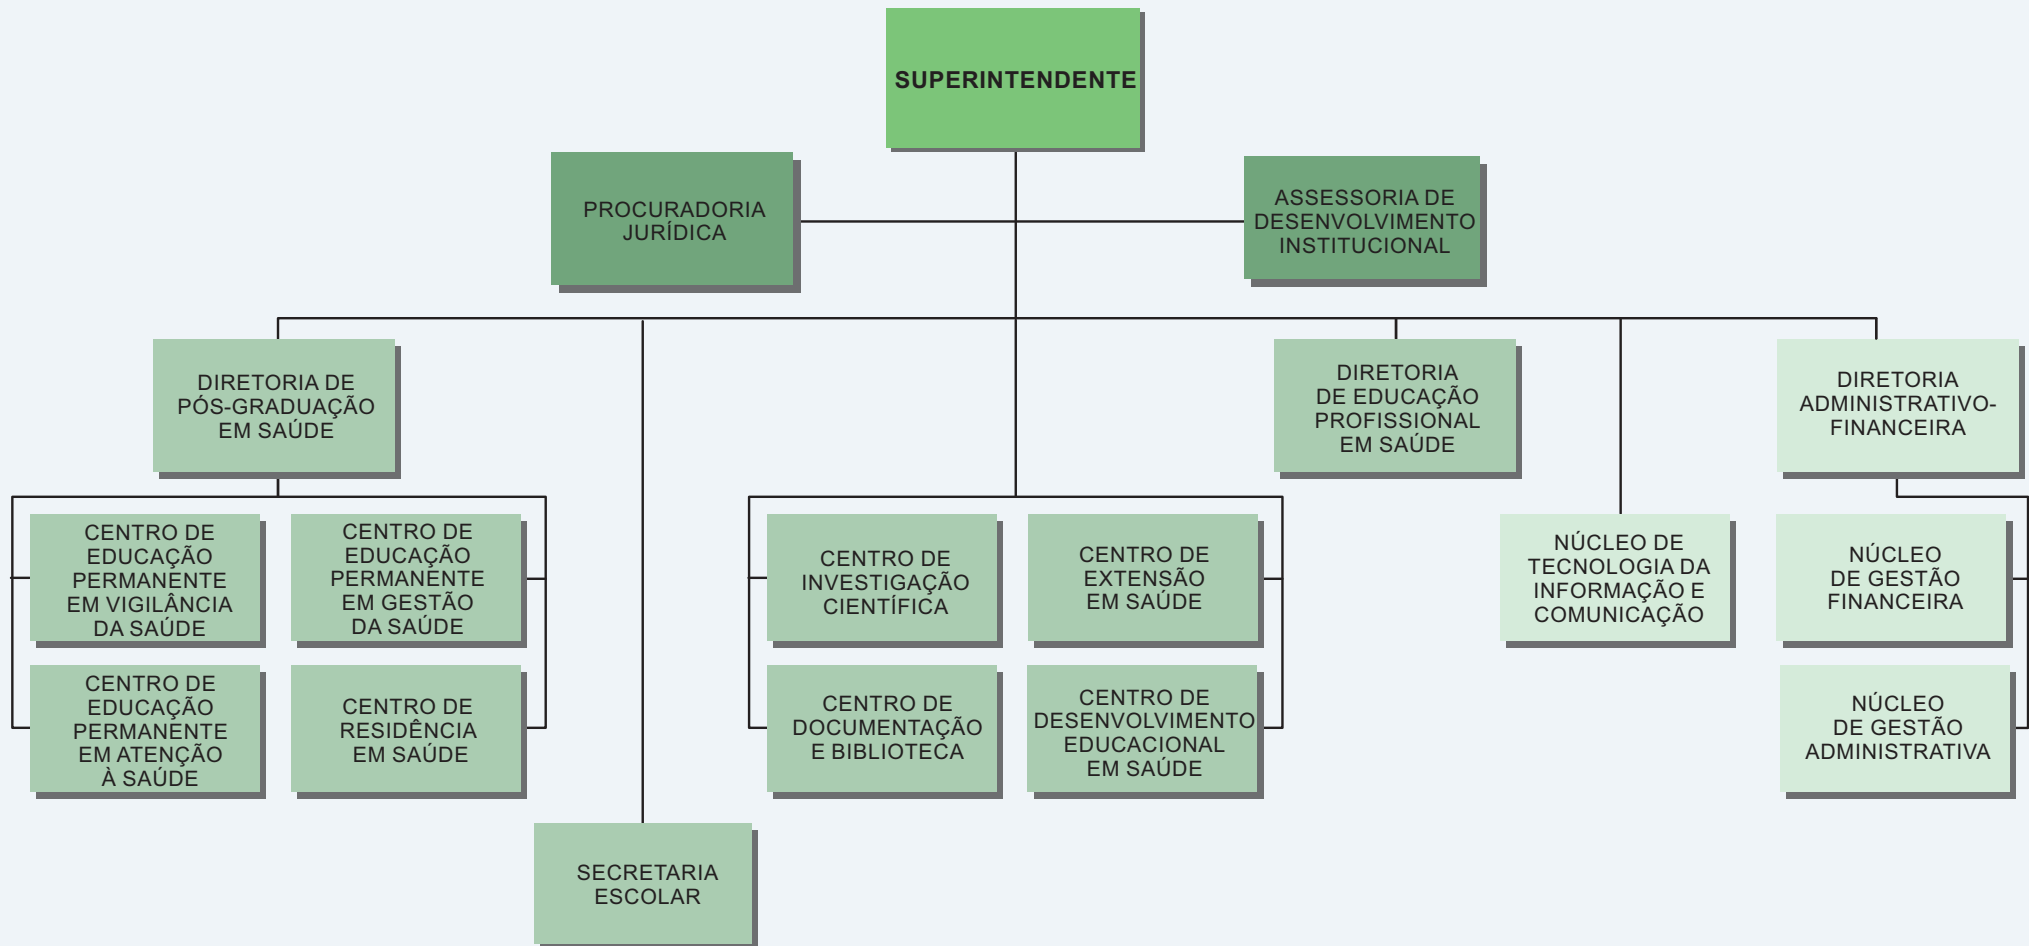 SUPERINTENDENTE
PROCURADORIA
JURÍDICA
ASSESSORIA DE
DESENVOLVIMENTO
INSTITUCIONAL
DIRETORIA DE
PÓS-GRADUAÇÃO
EM SAÚDE
DIRETORIA
DE EDUCAÇÃO
PROFISSIONAL
EM SAÚDE
DIRETORIA
ADMINISTRATIVO-
FINANCEIRA
CENTRO DE
EDUCAÇÃO
PERMANENTE
EM VIGILÂNCIA
DA SAÚDE
CENTRO DE
EDUCAÇÃO
PERMANENTE
EM GESTÃO
DA SAÚDE
CENTRO DE
INVESTIGAÇÃO
CIENTÍFICA
CENTRO DE
EXTENSÃO
EM SAÚDE
NÚCLEO DE
TECNOLOGIA DA
INFORMAÇÃO E
COMUNICAÇÃO
NÚCLEO
DE GESTÃO
FINANCEIRA
CENTRO DE
EDUCAÇÃO
PERMANENTE
EM ATENÇÃO
À SAÚDE
CENTRO DE
RESIDÊNCIA
EM SAÚDE
CENTRO DE
DOCUMENTAÇÃO
E BIBLIOTECA
CENTRO DE
DESENVOLVIMENTO
EDUCACIONAL
EM SAÚDE
NÚCLEO
DE GESTÃO
ADMINISTRATIVA
SECRETARIA
ESCOLAR